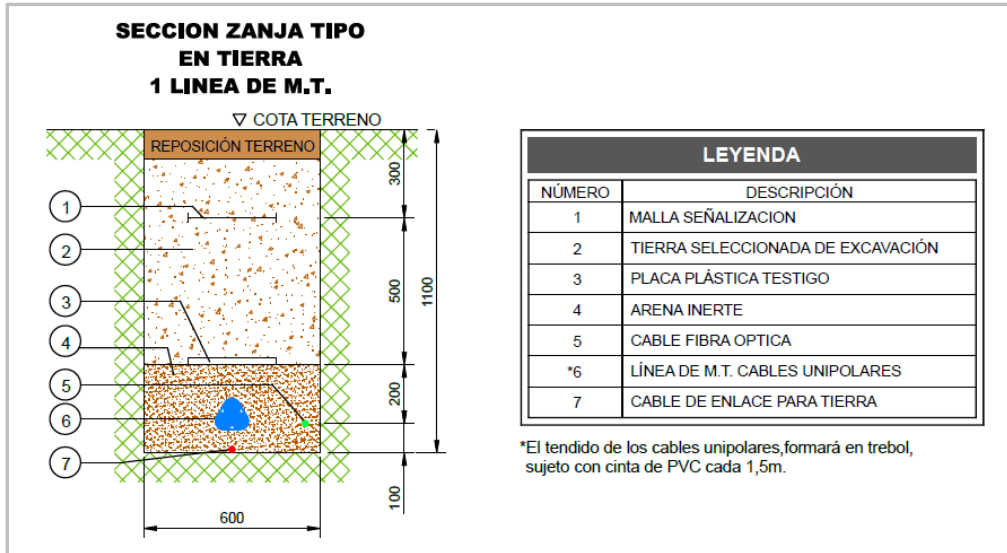 SECCION ZANJA TIPO
EN TIERRA
1 LINEA DE M.T.
COTA TERRENO
REPOSICIÓN TERRENO
300
1
2
500
1100
3
4
5
200
6
7
100
600
LEYENDA
NÚMERO DESCRIPCIÓN
1 MALLA SEÑALIZACION
2 TIERRA SELECCIONADA DE EXCAVACIÓN
3 PLACA PLÁSTICA TESTIGO
4 ARENA INERTE
5 CABLE FIBRA OPTICA
*6 LÍNEA DE M.T. CABLES UNIPOLARES
7 CABLE DE ENLACE PARA TIERRA
*El tendido de los cables unipolares,formará en trebol,
sujeto con cinta de PVC cada 1,5m.